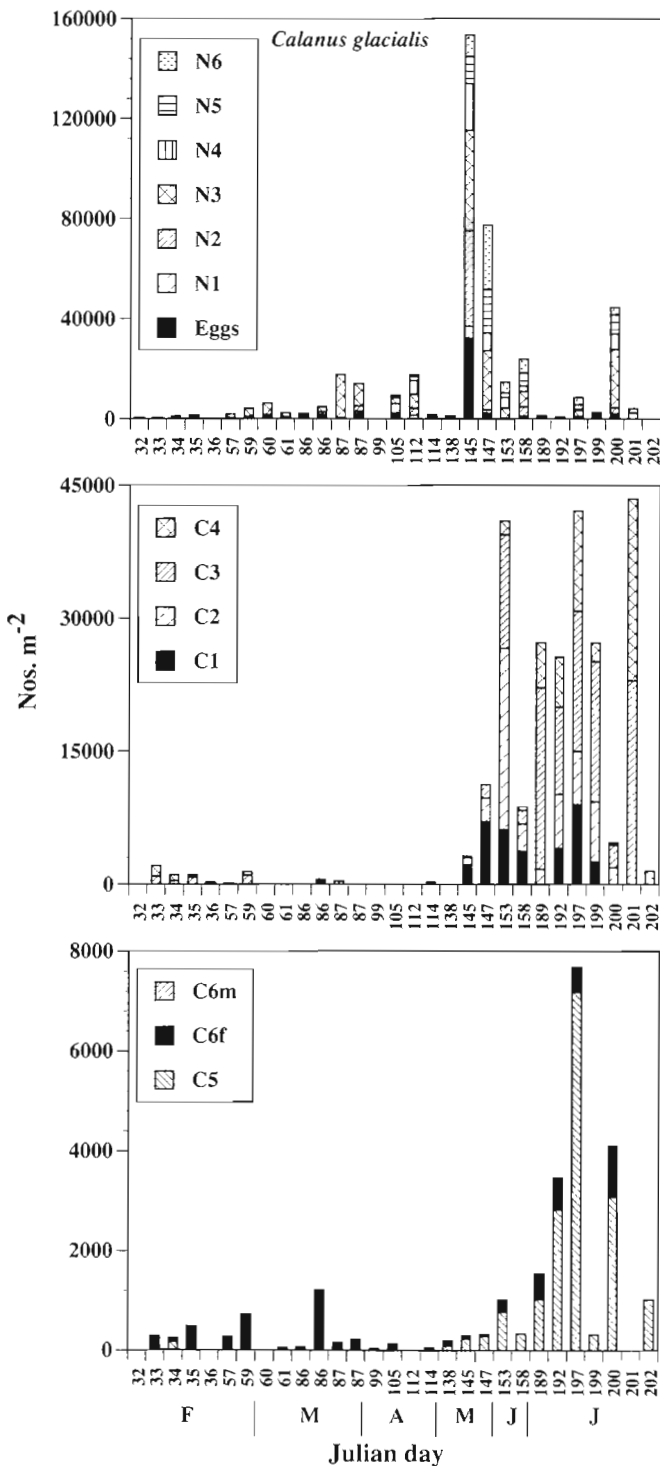 160000
120000
80000
40000
0
Calanus glacialis
N6
N5
N4
N3
N2
N1
Eggs
32 33 34 35 36 57 59 60 61 86 86 87 87 99 105 112 114 138 145 147 153 158 189 192 197 199 200 201 202
Nos. m-2
45000
30000
15000
0
C4
C3
C2
C1
32 33 34 35 36 57 59 60 61 86 86 87 87 99 105 112 114 138 145 147 153 158 189 192 197 199 200 201 202
8000
6000
4000
2000
0
C6m
C6f
C5
32 33 34 35 36 57 59 60 61 86 86 87 87 99 105 112 114 138 145 147 153 158 189 192 197 199 200 201 202
F M A M J J
Julian day